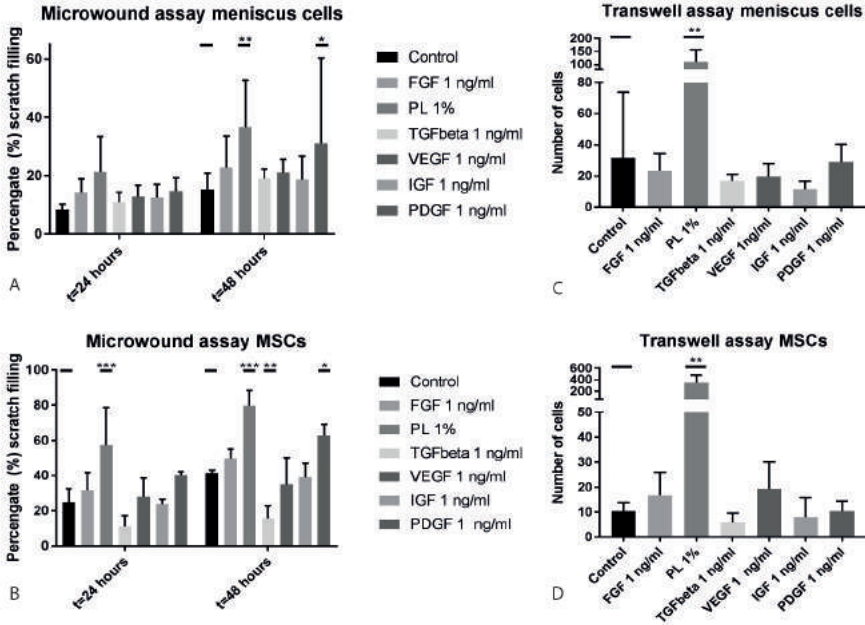 Microwound assay meniscus cells
Percengate (%) scratch filling
60
40
20
0
** *
t=24 hours
t=48 hours
A
Control
FGF 1 ng/ml
PL 1%
TGFbeta 1 ng/ml
VEGF 1 ng/ml
IGF 1 ng/ml
PDGF 1 ng/ml
Transwell assay meniscus cells
Number of cells
200
150
100
80
60
40
20
0
**
Control
FGF 1 ng/ml
PL 1%
TGFbeta 1 ng/ml
VEGF 1ng/ml
IGF 1 ng/ml
PDGF 1 ng/ml
C
Microwound assay MSCs
Percengate (%) scratch filling
100
80
60
40
20
0
*** *** ** *
t=24 hours
t=48 hours
B
Control
FGF 1 ng/ml
PL 1%
TGFbeta 1 ng/ml
VEGF 1 ng/ml
IGF 1 ng/ml
PDGF 1 ng/ml
Transwell assay MSCs
Number of cells
600
400
200
50
40
30
20
10
0
**
Control
FGF 1 ng/ml
PL 1%
TGFbeta 1 ng/ml
VEGF 1 ng/ml
IGF 1 ng/ml
PDGF 1 ng/ml
D